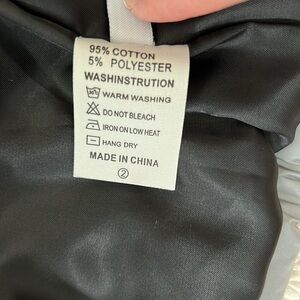 95% COTTON
5% POLYESTER
WASHINSTRUTION
WARM WASHING
DO NOT BLEACH
IRON ON LOW HEAT
HANG DRY
MADE IN CHINA
②